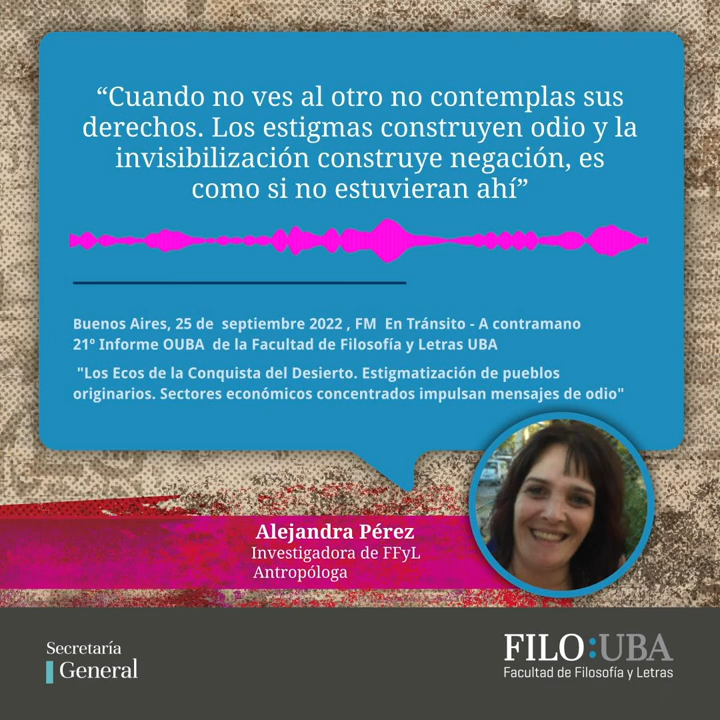 “Cuando no ves al otro no contemplas sus
derechos. Los estigmas construyen odio y la
invisibilización construye negación, es
como si no estuvieran ahí”
Buenos Aires, 25 de septiembre 2022 , FM En Tránsito - A contramano
21º Informe OUBA de la Facultad de Filosofía y Letras UBA
"Los Ecos de la Conquista del Desierto. Estigmatización de pueblos
originarios. Sectores económicos concentrados impulsan mensajes de odio"
Alejandra Pérez
Investigadora de FFyL
Antropóloga
Secretaría
General
FILO:UBA
Facultad de Filosofía y Letras